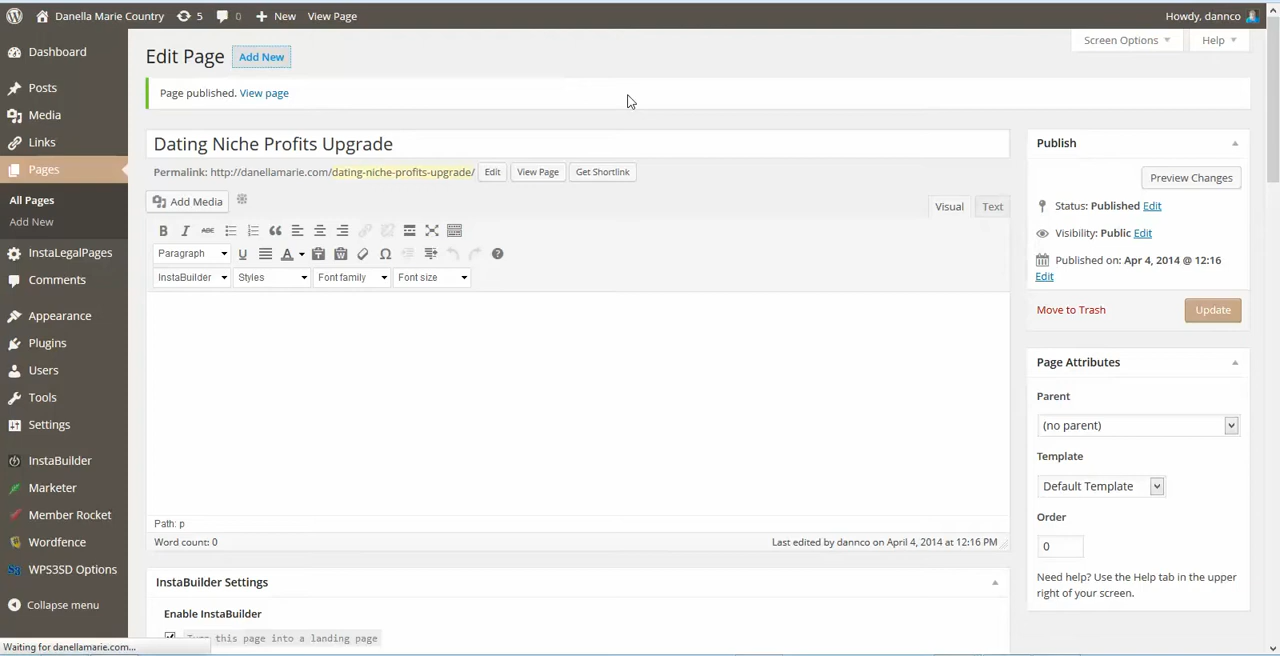 Danella Marie Country 5 0 New View Page Howdy, dannco
Dashboard
Posts
Media
Links
Pages
All Pages
Add New
InstaLegalPages
Comments
Appearance
Plugins
Users
Tools
Settings
InstaBuilder
Marketer
Member Rocket
Wordfence
WPS3SD Options
Collapse menu
Waiting for danellamarie.com...
Screen Options Help
Edit Page Add New
Page published. View page
Dating Niche Profits Upgrade
Permalink: http://danellamarie.com/dating-niche-profits-upgrade/ Edit View Page Get Shortlink
Add Media Visual Text
B I ABC
Paragraph U A
InstaBuilder Styles Font family Font size
Path: p
Word count: 0 Last edited by dannco on April 4, 2014 at 12:16 PM
InstaBuilder Settings
Enable InstaBuilder
Turn this page into a landing page
Publish
Preview Changes
Status: Published Edit
Visibility: Public Edit
Published on: Apr 4, 2014 @ 12:16
Edit
Move to Trash Update
Page Attributes
Parent
(no parent)
Template
Default Template
Order
0
Need help? Use the Help tab in the upper
right of your screen.